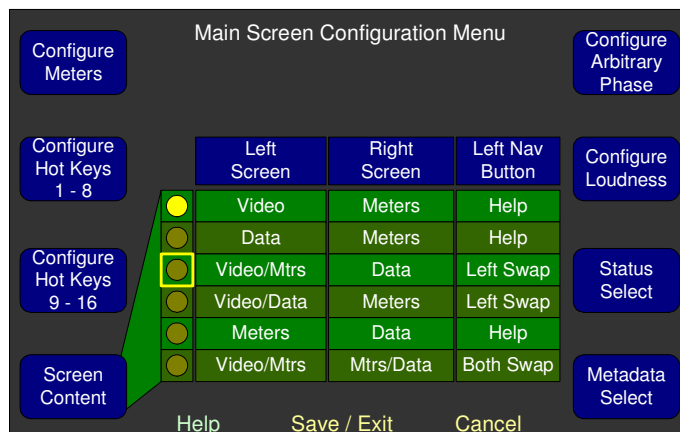 Main Screen Configuration Menu
Configure
Meters
Configure
Arbitrary
Phase
Configure
Hot Keys
1 - 8
Left
Screen
Right
Screen
Left Nav
Button
Configure
Loudness
Video Meters Help
Data Meters Help
Configure
Hot Keys
9 - 16
Video/Mtrs Data Left Swap
Video/Data Meters Left Swap
Status
Select
Meters Data Help
Video/Mtrs Mtrs/Data Both Swap
Screen
Content
Metadata
Select
Help Save / Exit Cancel